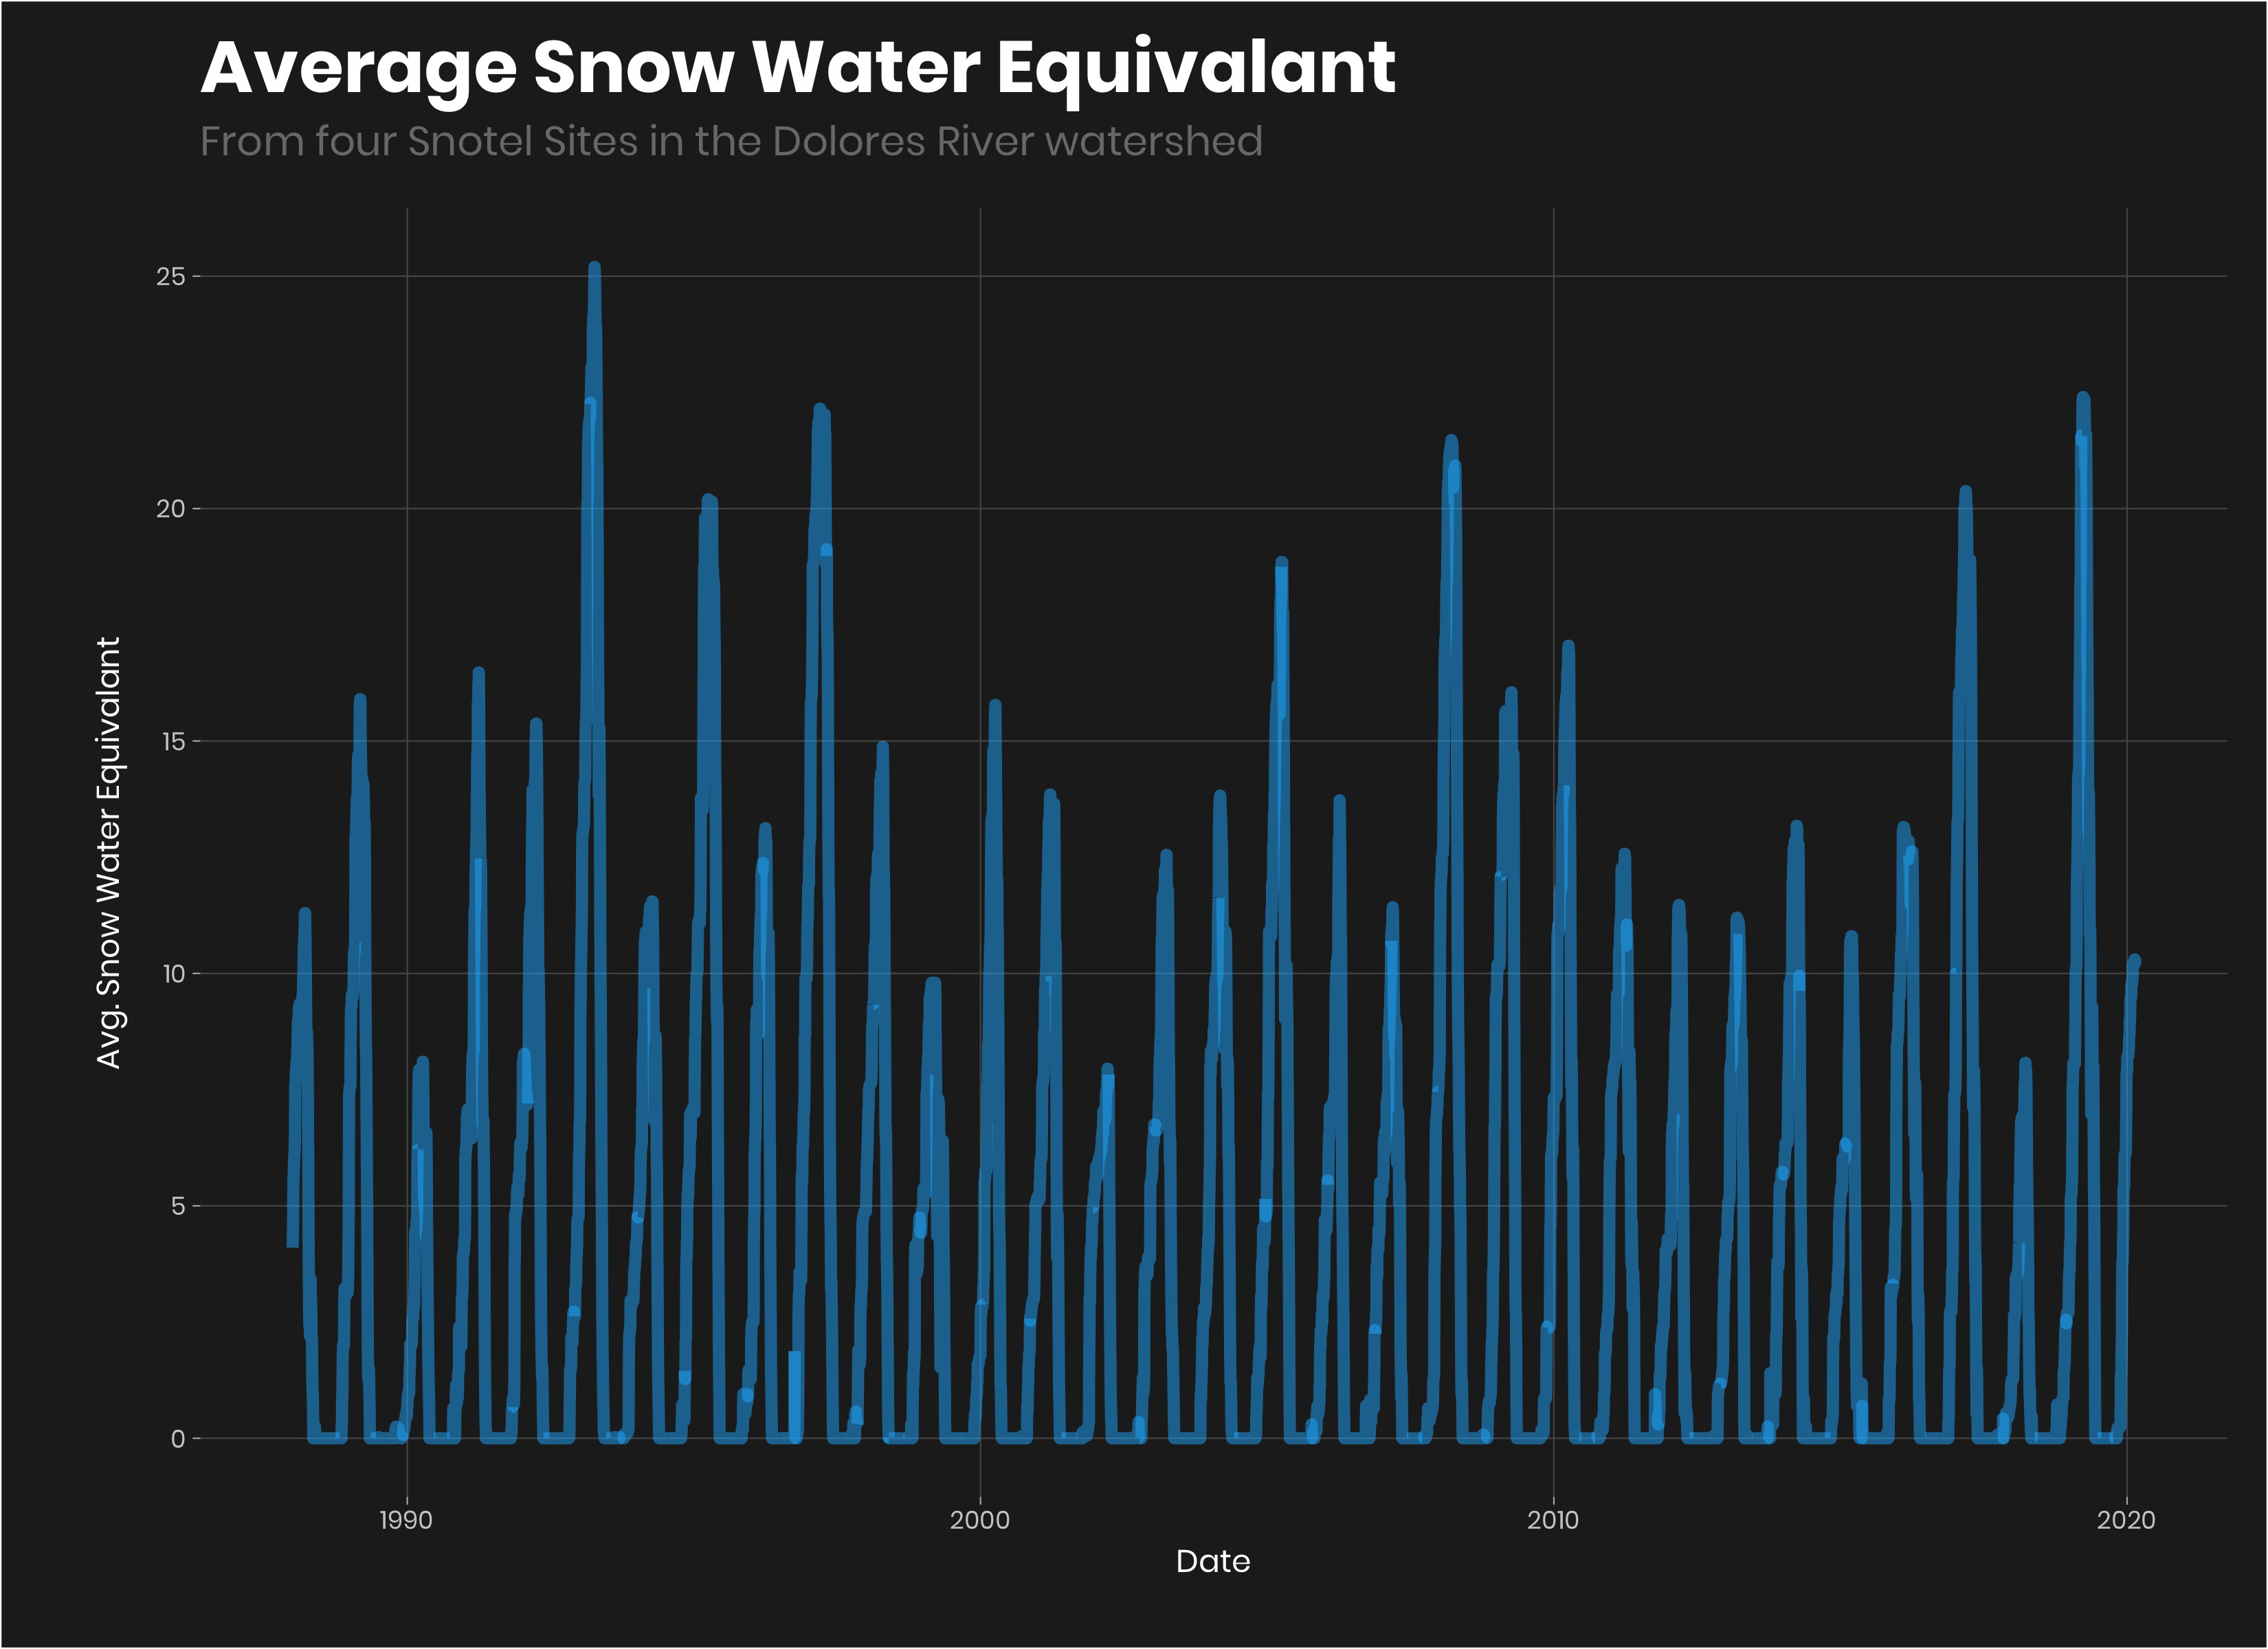 Average Snow Water Equivalant
From four Snotel Sites in the Dolores River watershed
25
20
15
10
5
0
Avg. Snow Water Equivalant
1990
2000
2010
2020
Date